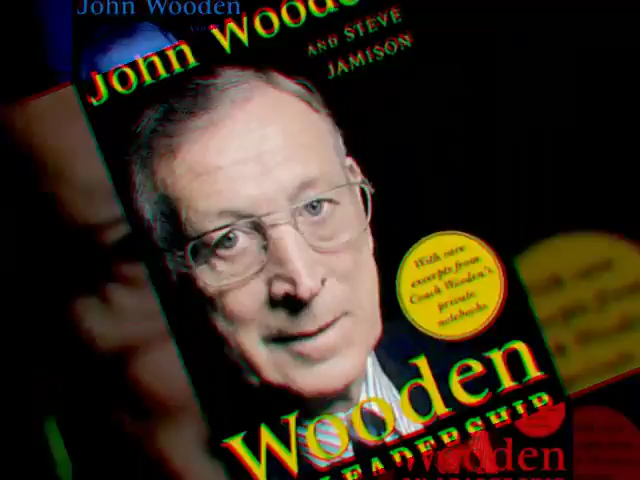 John Wooden
John Wooden
AND STEVE
JAMISON
With rare
excerpts from
Coach Wooden's
private
notebooks
Wooden
LEADERSHIP
Wooden